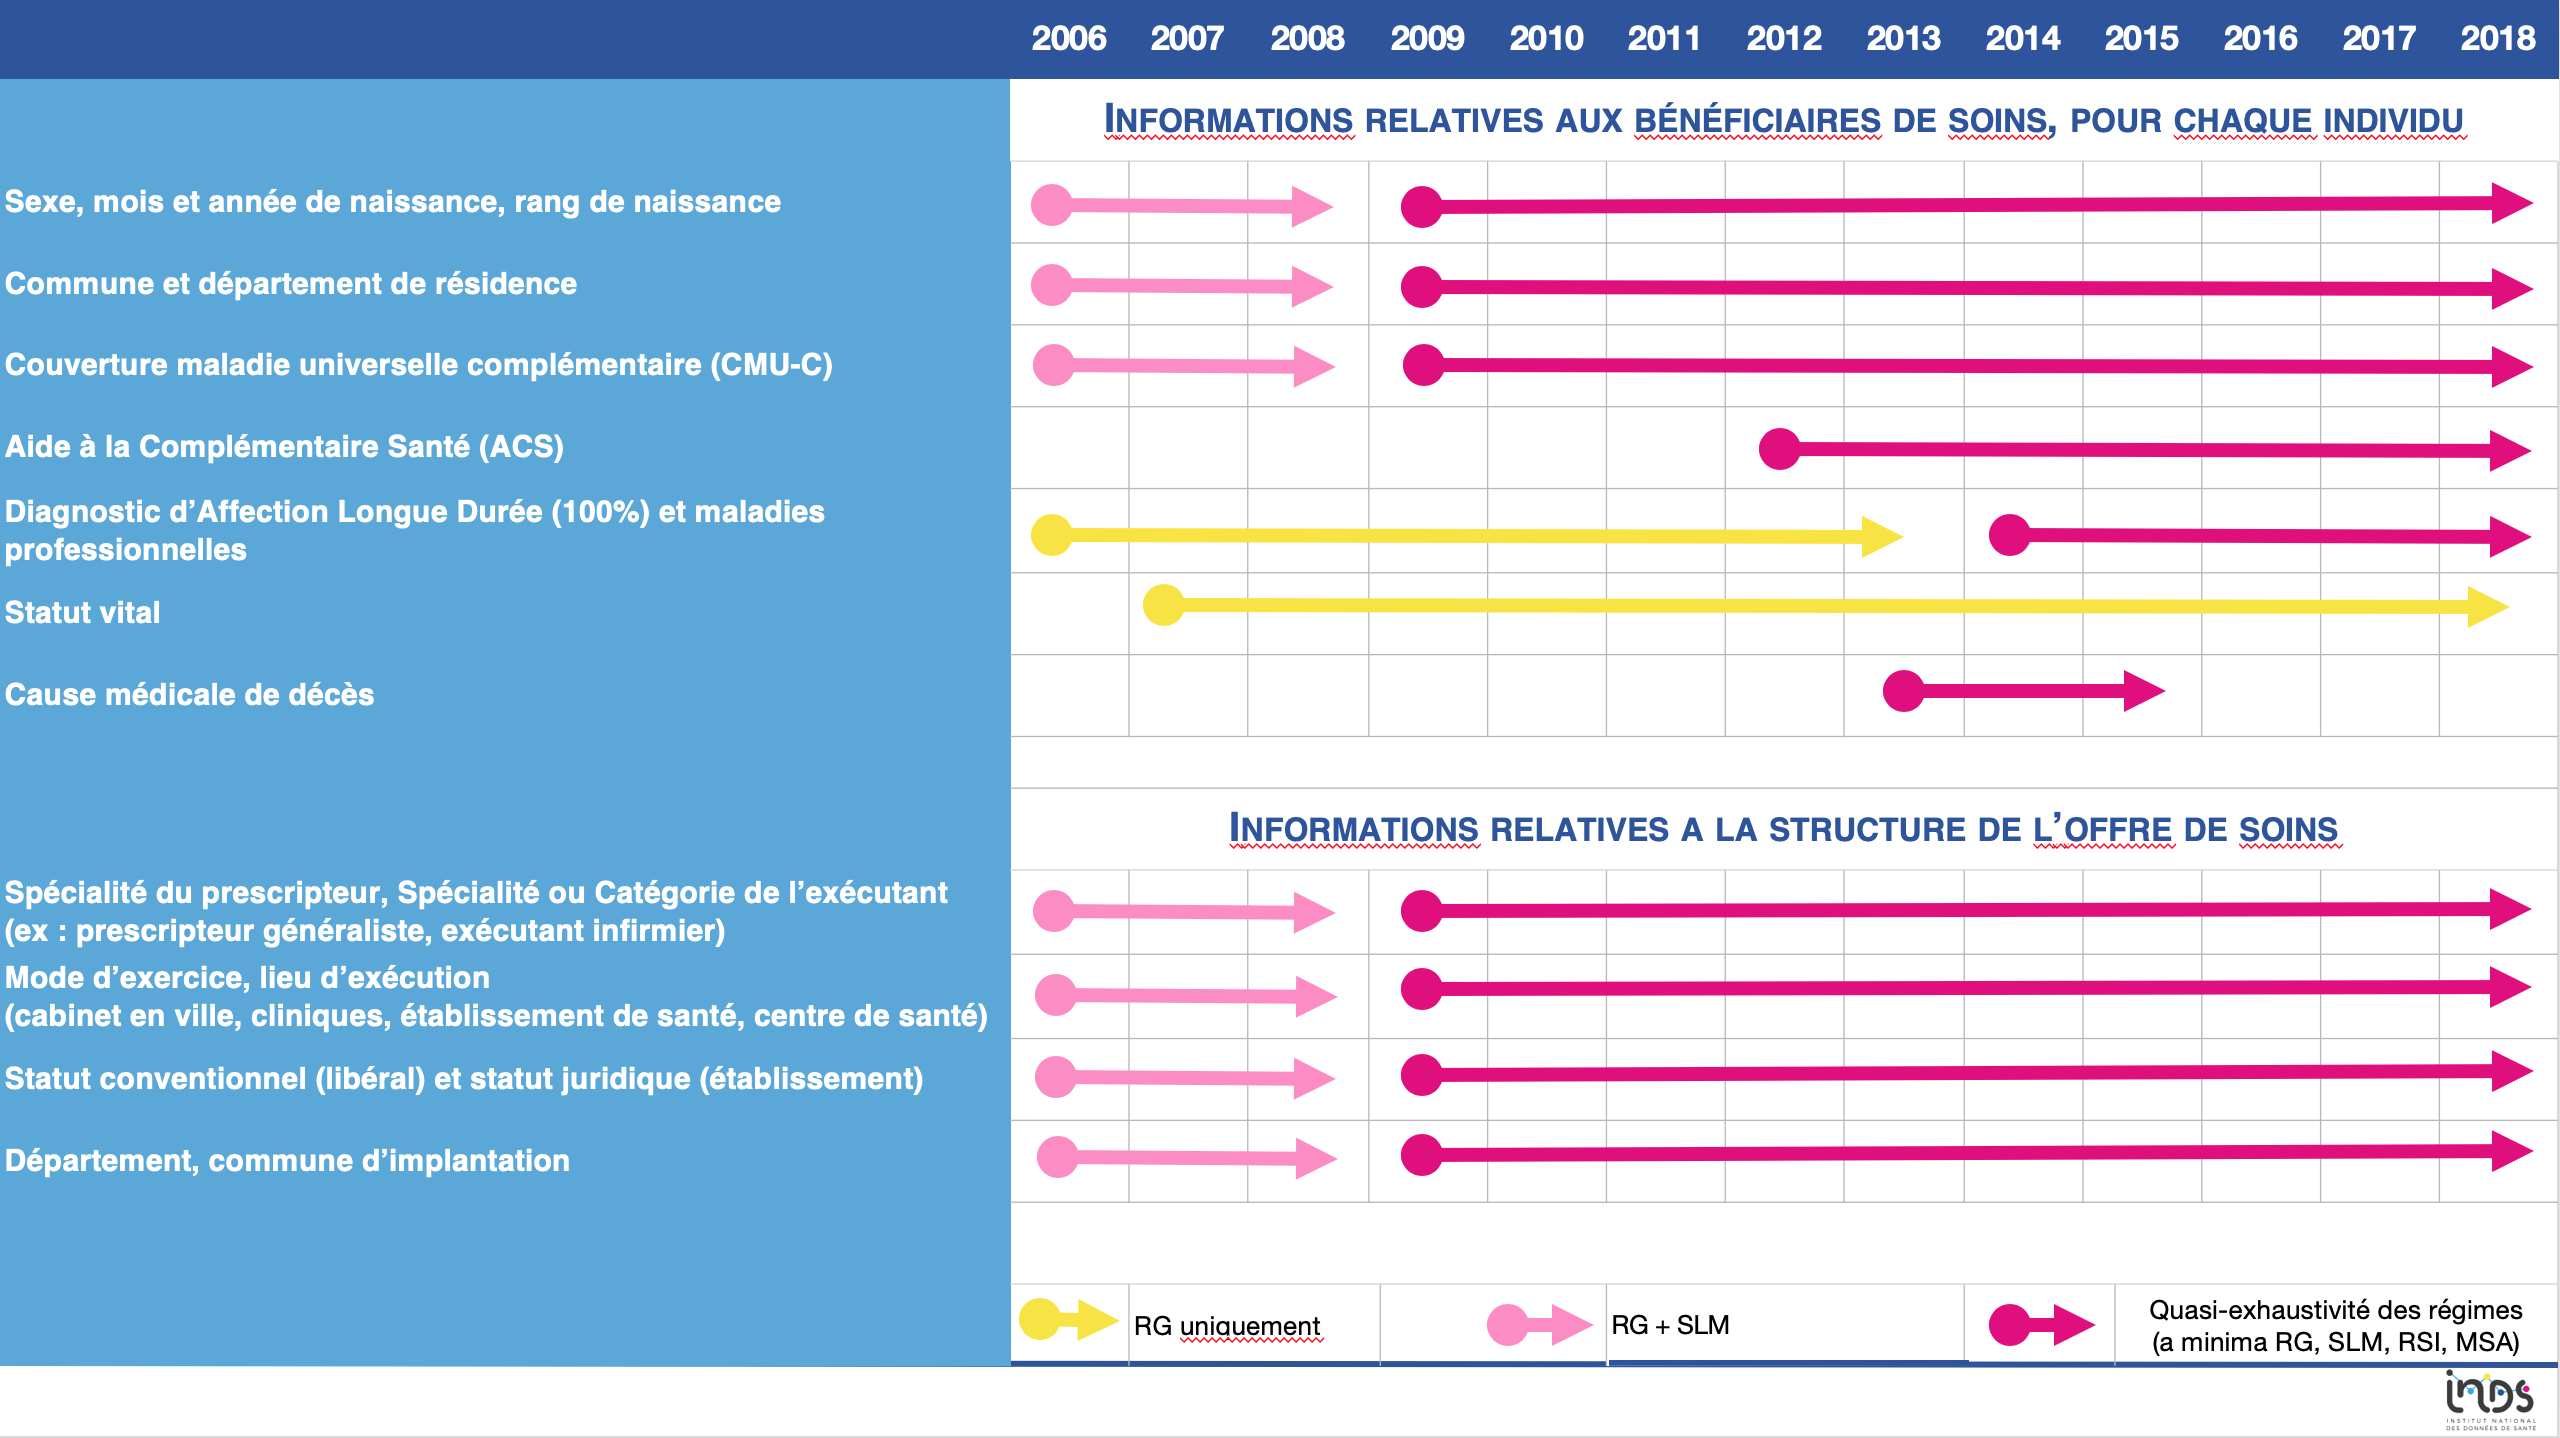 2006 2007 2008 2009 2010 2011 2012 2013 2014 2015 2016 2017 2018
Informations relatives aux bénéficiaires de soins, pour chaque individu
Sexe, mois et année de naissance, rang de naissance
Commune et département de résidence
Couverture maladie universelle complémentaire (CMU-C)
Aide à la Complémentaire Santé (ACS)
Diagnostic d’Affection Longue Durée (100%) et maladies
professionnelles
Statut vital
Cause médicale de décès
Informations relatives a la structure de l’offre de soins
Spécialité du prescripteur, Spécialité ou Catégorie de l’exécutant
(ex : prescripteur généraliste, exécutant infirmier)
Mode d’exercice, lieu d’exécution
(cabinet en ville, cliniques, établissement de santé, centre de santé)
Statut conventionnel (libéral) et statut juridique (établissement)
Département, commune d’implantation
RG uniquement
RG + SLM
Quasi-exhaustivité des régimes
(a minima RG, SLM, RSI, MSA)
inDS
INSTITUT NATIONAL
DES DONNÉES DE SANTÉ